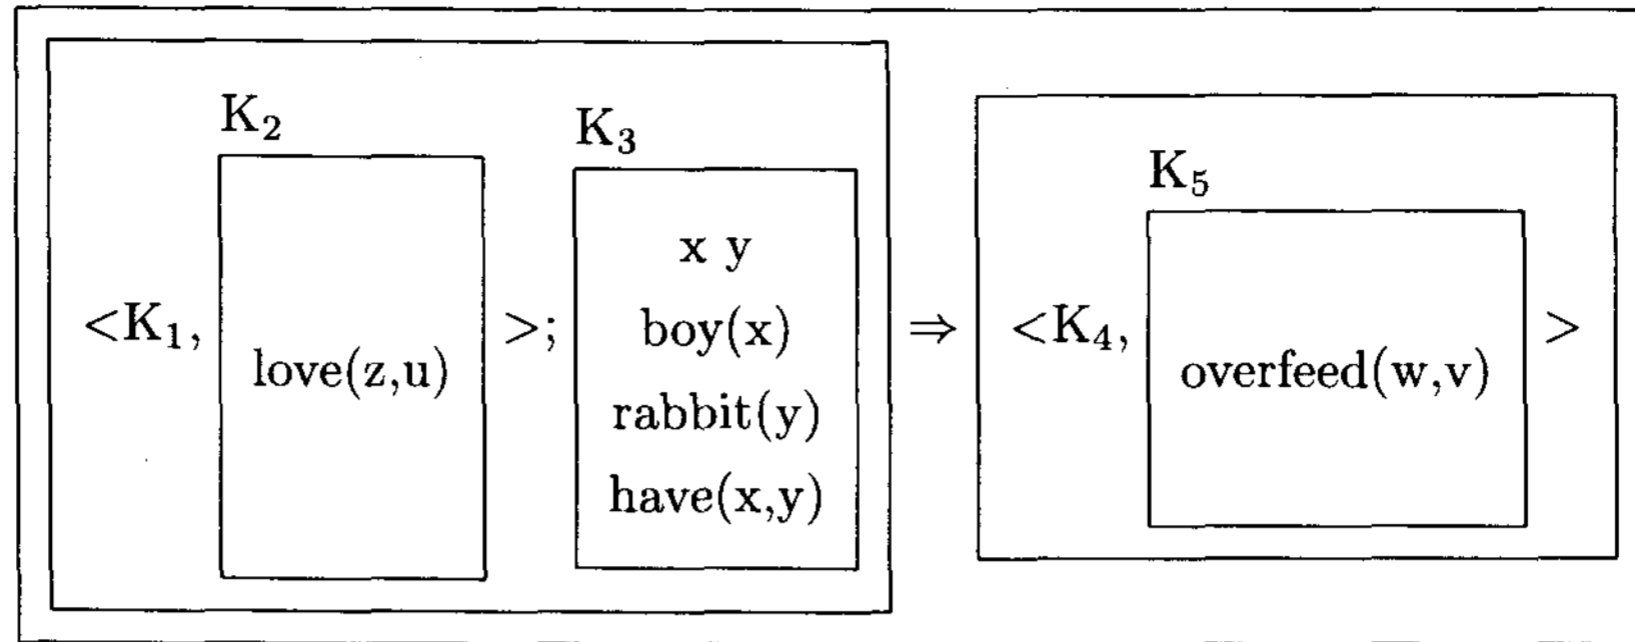 K₂
K₃
K₅
x y
<K₁, love(z,u) >; boy(x) ⇒ <K₄, overfeed(w,v) >
rabbit(y)
have(x,y)